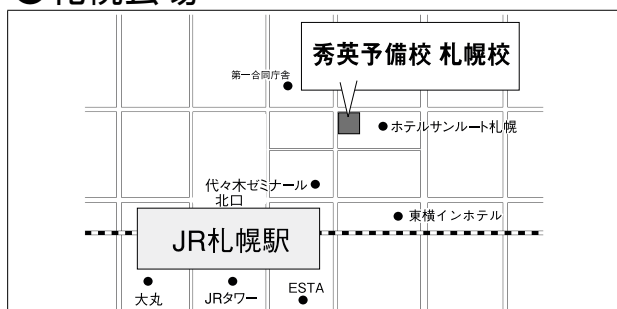 ●札幌会場
秀英予備校 札幌校
第一合同庁舎
ホテルサンルート札幌
代々木ゼミナール
北口
東横インホテル
JR札幌駅
大丸
JRタワー
ESTA